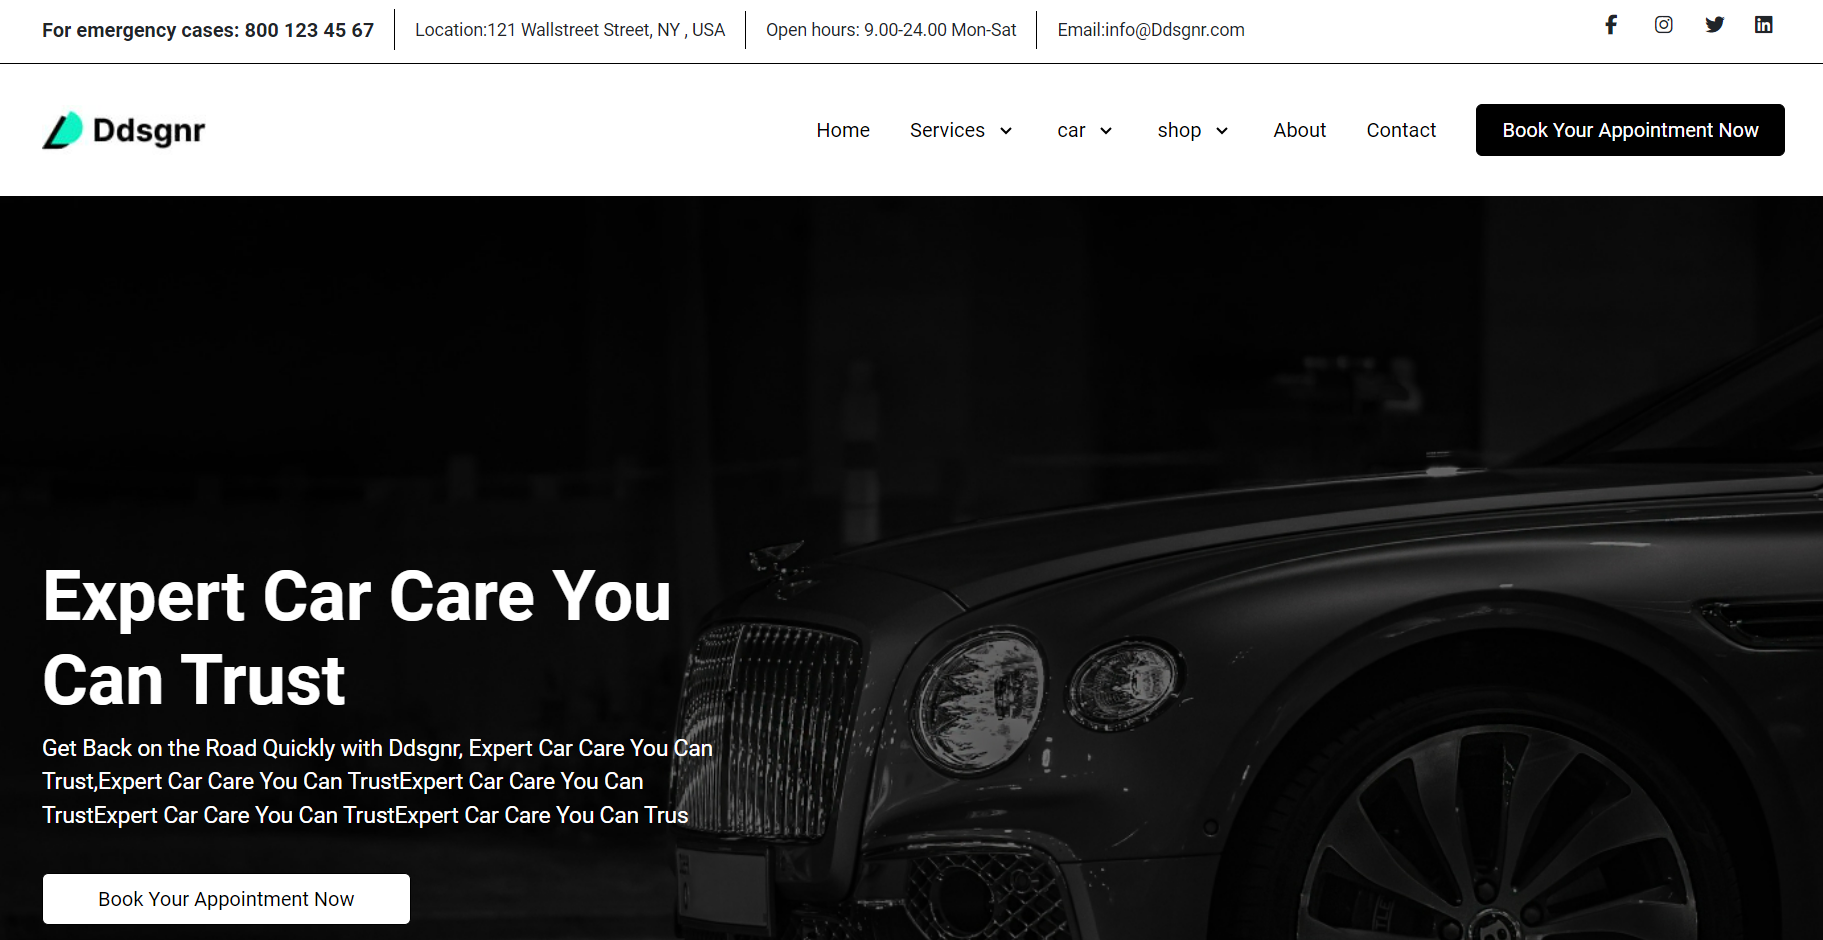 For emergency cases: 800 123 45 67
Location:121 Wallstreet Street, NY , USA
Open hours: 9.00-24.00 Mon-Sat
Email:info@Ddsgnr.com
Ddsgnr
Home
Services
car
shop
About
Contact
Book Your Appointment Now
Expert Car Care You
Can Trust
Get Back on the Road Quickly with Ddsgnr, Expert Car Care You Can
Trust,Expert Car Care You Can TrustExpert Car Care You Can
TrustExpert Car Care You Can TrustExpert Car Care You Can Trus
Book Your Appointment Now